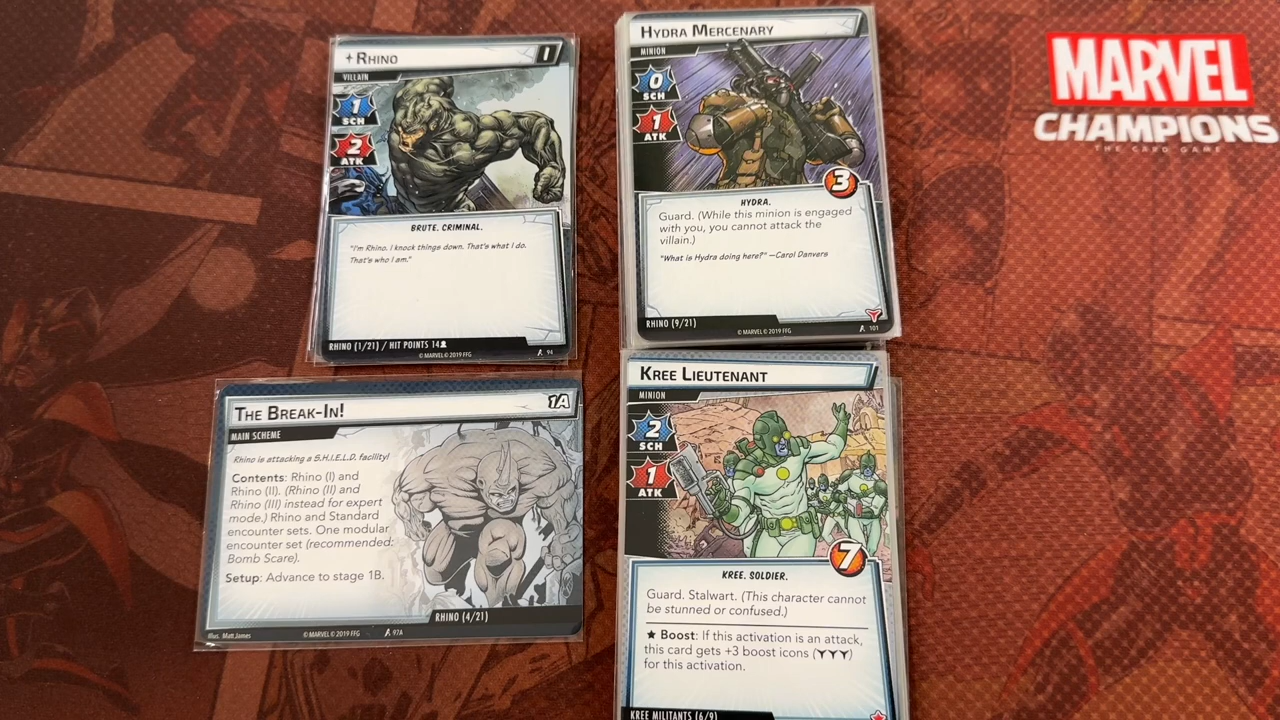 Rhino
I
VILLAIN
1
SCH
2
ATK
BRUTE. CRIMINAL.
"I'm Rhino. I knock things down. That's what I do.
That's who I am."
RHINO (1/21) / HIT POINTS 14
© MARVEL © 2019 FFG
94
HYDRA MERCENARY
MINION
0
SCH
1
ATK
3
HYDRA.
Guard. (While this minion is engaged
with you, you cannot attack the
villain.)
"What is Hydra doing here?" —Carol Danvers
RHINO (9/21)
© MARVEL © 2019 FFG
101
MARVEL
CHAMPIONS
THE CARD GAME
THE BREAK-IN!
1A
MAIN SCHEME
Rhino is attacking a S.H.I.E.L.D. facility!
Contents: Rhino (I) and
Rhino (II). (Rhino (II) and
Rhino (III) instead for expert
mode.) Rhino and Standard
encounter sets. One modular
encounter set (recommended:
Bomb Scare).
Setup: Advance to stage 1B.
RHINO (4/21)
Illus. Matt James
© MARVEL © 2019 FFG
97A
KREE LIEUTENANT
MINION
2
SCH
1
ATK
7
KREE. SOLDIER.
Guard. Stalwart. (This character cannot
be stunned or confused.)
★ Boost: If this activation is an attack,
this card gets +3 boost icons
for this activation.
KREE MILITANTS (6/9)